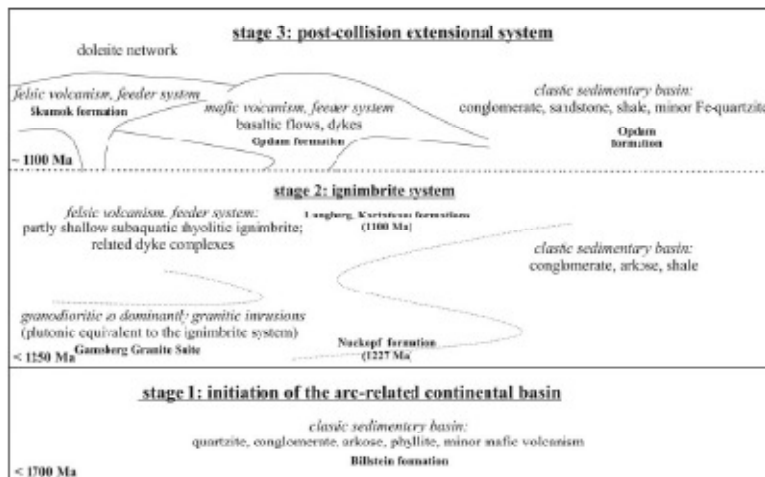 stage 3: post-collision extensional system
dolerite network
felsic volcanism, feeder system
Skumok formation
mafic volcanism, feeder system
basaltic flows, dykes
Opdam formation
clastic sedimentary basin:
conglomerate, sandstone, shale, minor Fe-quartzite
Opdam
formation
~ 1100 Ma
stage 2: ignimbrite system
felsic volcanism. feeder system:
partly shallow subaquatic rhyolitic ignimbrite;
related dyke complexes
Langberg, formations
(1100 Ma)
clastic sedimentary basin:
conglomerate, arkose, shale
granodioritic to dominantly granitic intrusions
(plutonic equivalent to the ignimbrite system)
Gamsberg Granite Suite
Nuckopf formation
(1227 Ma)
< 1250 Ma
stage 1: initiation of the arc-related continental basin
clastic sedimentary basin:
quartzite, conglomerate, arkose, phyllite, minor mafic volcanism
Billstein formation
< 1700 Ma